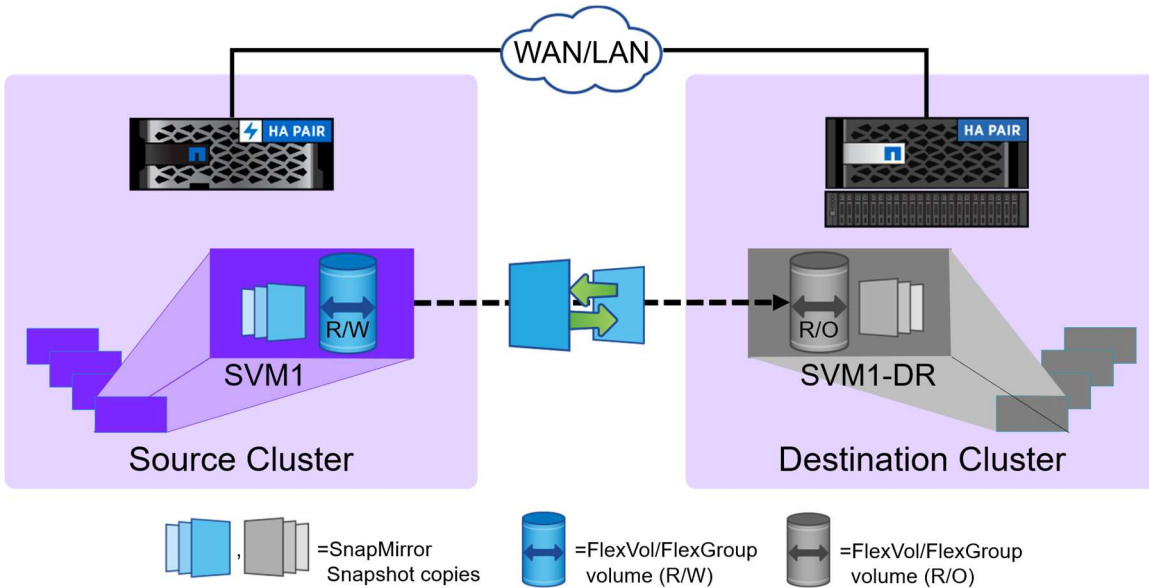 WAN/LAN
HA PAIR
HA PAIR
R/W
SVM1
R/O
SVM1-DR
Source Cluster
Destination Cluster
, =SnapMirror
Snapshot copies
=FlexVol/FlexGroup
volume (R/W)
=FlexVol/FlexGroup
volume (R/O)